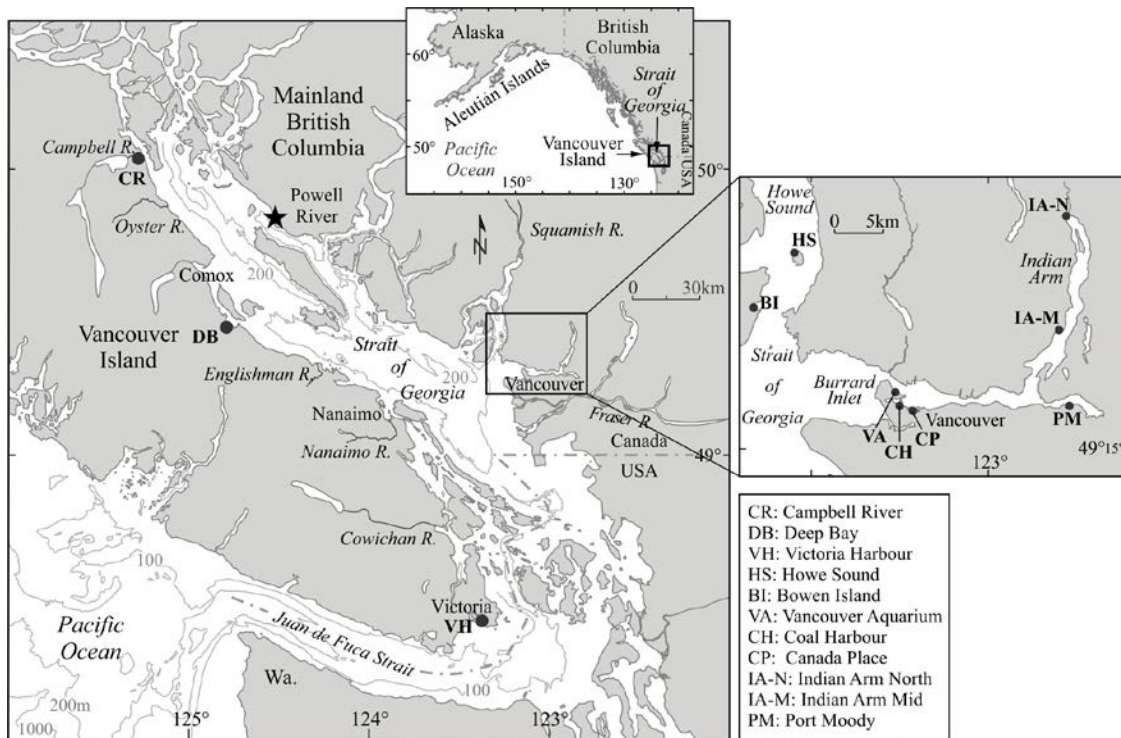 Alaska
British
Columbia
60°
Aleutian Islands
Strait
of
Georgia
Canada
USA
50°
Pacific
Ocean
Vancouver
Island
150°
130°
Mainland
British
Columbia
Campbell R.
CR
Powell
River
Oyster R.
50°
Squamish R.
N
200
Comox
30km
0
Vancouver
Island
DB
Strait
of
Georgia
200
Vancouver
Englishman R.
Nanaimo
Fraser R.
Canada
49°
USA
Nanaimo R.
Cowichan R.
100
Victoria
VH
Pacific
Ocean
Juan de Fuca Strait
Wa.
100
200m
1000
125°
124°
123°
Howe
Sound
0 5km
IA-N
HS
Indian
Arm
BI
IA-M
Strait
of
Georgia
Burrard
Inlet
Vancouver
VA
CP
CH
PM
123°
49°15'
CR: Campbell River
DB: Deep Bay
VH: Victoria Harbour
HS: Howe Sound
BI: Bowen Island
VA: Vancouver Aquarium
CH: Coal Harbour
CP: Canada Place
IA-N: Indian Arm North
IA-M: Indian Arm Mid
PM: Port Moody